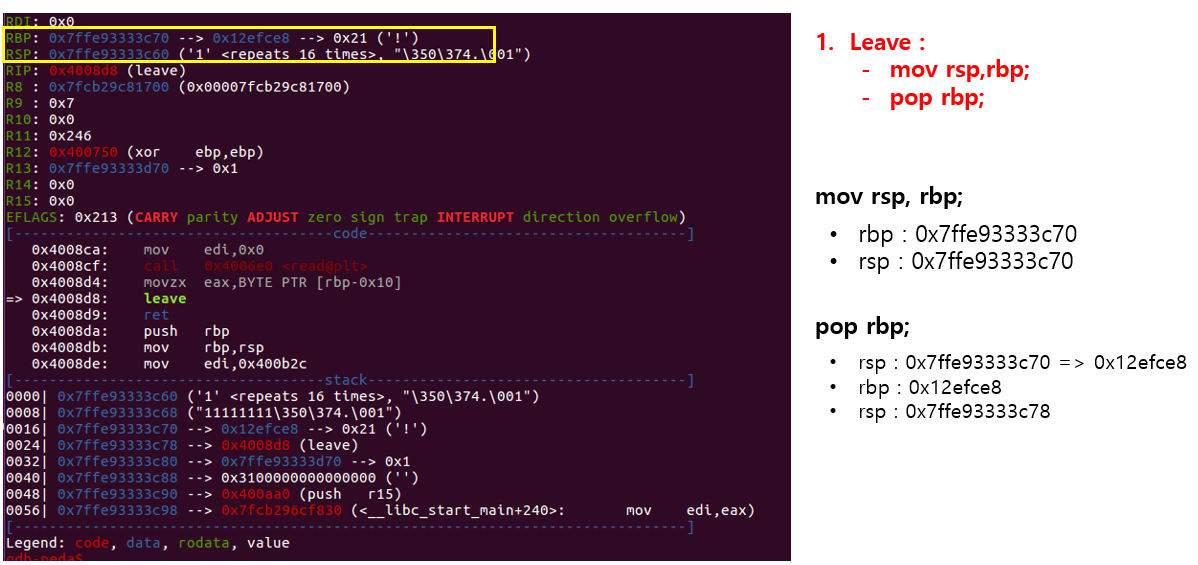 RDI: 0x0
RBP: 0x7ffe93333c70 --> 0x12efce8 --> 0x21 ('!')
RSP: 0x7ffe93333c60 ('1' <repeats 16 times>, "\350\374.\001")
RIP: 0x4008d8 (leave)
R8 : 0x7fcb29c81700 (0x00007fcb29c81700)
R9 : 0x7
R10: 0x0
R11: 0x246
R12: 0x400750 (xor    ebp,ebp)
R13: 0x7ffe93333d70 --> 0x1
R14: 0x0
R15: 0x0
EFLAGS: 0x213 (CARRY parity ADJUST zero sign trap INTERRUPT direction overflow)
[-------------------------------------code-------------------------------------]
0x4008ca: mov edi,0x0
0x4008cf: call 0x4006e0 <read@plt>
0x4008d4: movzx eax,BYTE PTR [rbp-0x10]
=> 0x4008d8: leave
0x4008d9: ret
0x4008da: push rbp
0x4008db: mov rbp,rsp
0x4008de: mov edi,0x400b2c
[------------------------------------stack-------------------------------------]
0000| 0x7ffe93333c60 ('1' <repeats 16 times>, "\350\374.\001")
0008| 0x7ffe93333c68 ("11111111\350\374.\001")
0016| 0x7ffe93333c70 --> 0x12efce8 --> 0x21 ('!')
0024| 0x7ffe93333c78 --> 0x4008d8 (leave)
0032| 0x7ffe93333c80 --> 0x7ffe93333d70 --> 0x1
0040| 0x7ffe93333c88 --> 0x3100000000000000 ('')
0048| 0x7ffe93333c90 --> 0x400aa0 (push   r15)
0056| 0x7ffe93333c98 --> 0x7fcb296cf830 (<__libc_start_main+240>: mov edi,eax)
[------------------------------------------------------------------------------]
Legend: code, data, rodata, value
gdb-peda$
1. Leave :
- mov rsp,rbp;
- pop rbp;
mov rsp, rbp;
• rbp : 0x7ffe93333c70
• rsp : 0x7ffe93333c70
pop rbp;
• rsp : 0x7ffe93333c70 => 0x12efce8
• rbp : 0x12efce8
• rsp : 0x7ffe93333c78